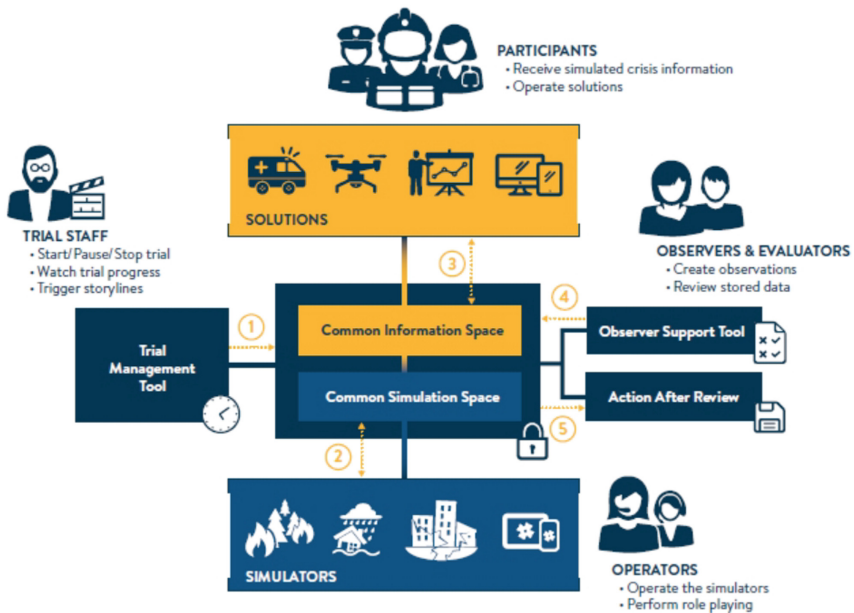 PARTICIPANTS
• Receive simulated crisis information
• Operate solutions
SOLUTIONS
TRIAL STAFF
• Start/Pause/Stop trial
• Watch trial progress
• Trigger storylines
OBSERVERS & EVALUATORS
• Create observations
• Review stored data
3
1
4
Common Information Space
Observer Support Tool
Trial
Management
Tool
Common Simulation Space
Action After Review
2
5
SIMULATORS
OPERATORS
• Operate the simulators
• Perform role playing